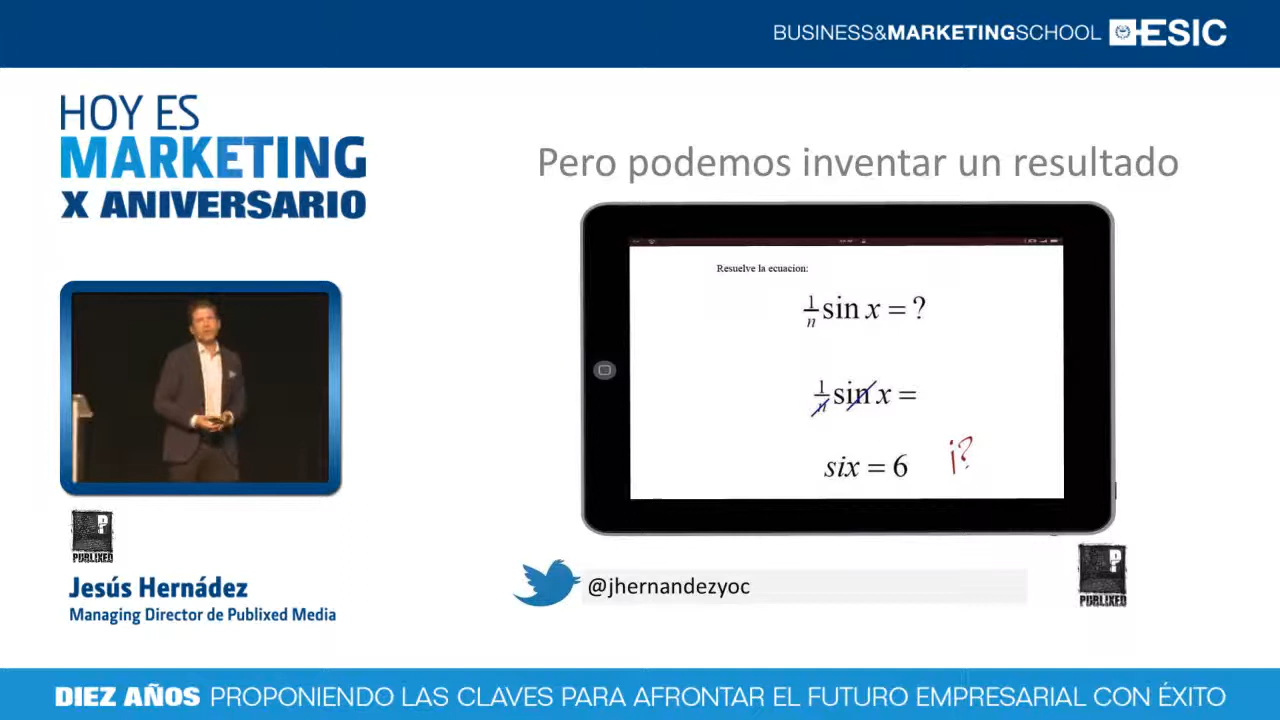 BUSINESS&MARKETINGSCHOOL ESIC
HOY ES
MARKETING
X ANIVERSARIO
Pero podemos inventar un resultado
Resuelve la ecuacion:
1/n sin x = ?
1/n sin x =
six = 6 ¡?
PUBLIXED
Jesús Hernádez
Managing Director de Publixed Media
@jhernandezyoc
PUBLIXED
DIEZ AÑOS PROPONIENDO LAS CLAVES PARA AFRONTAR EL FUTURO EMPRESARIAL CON ÉXITO